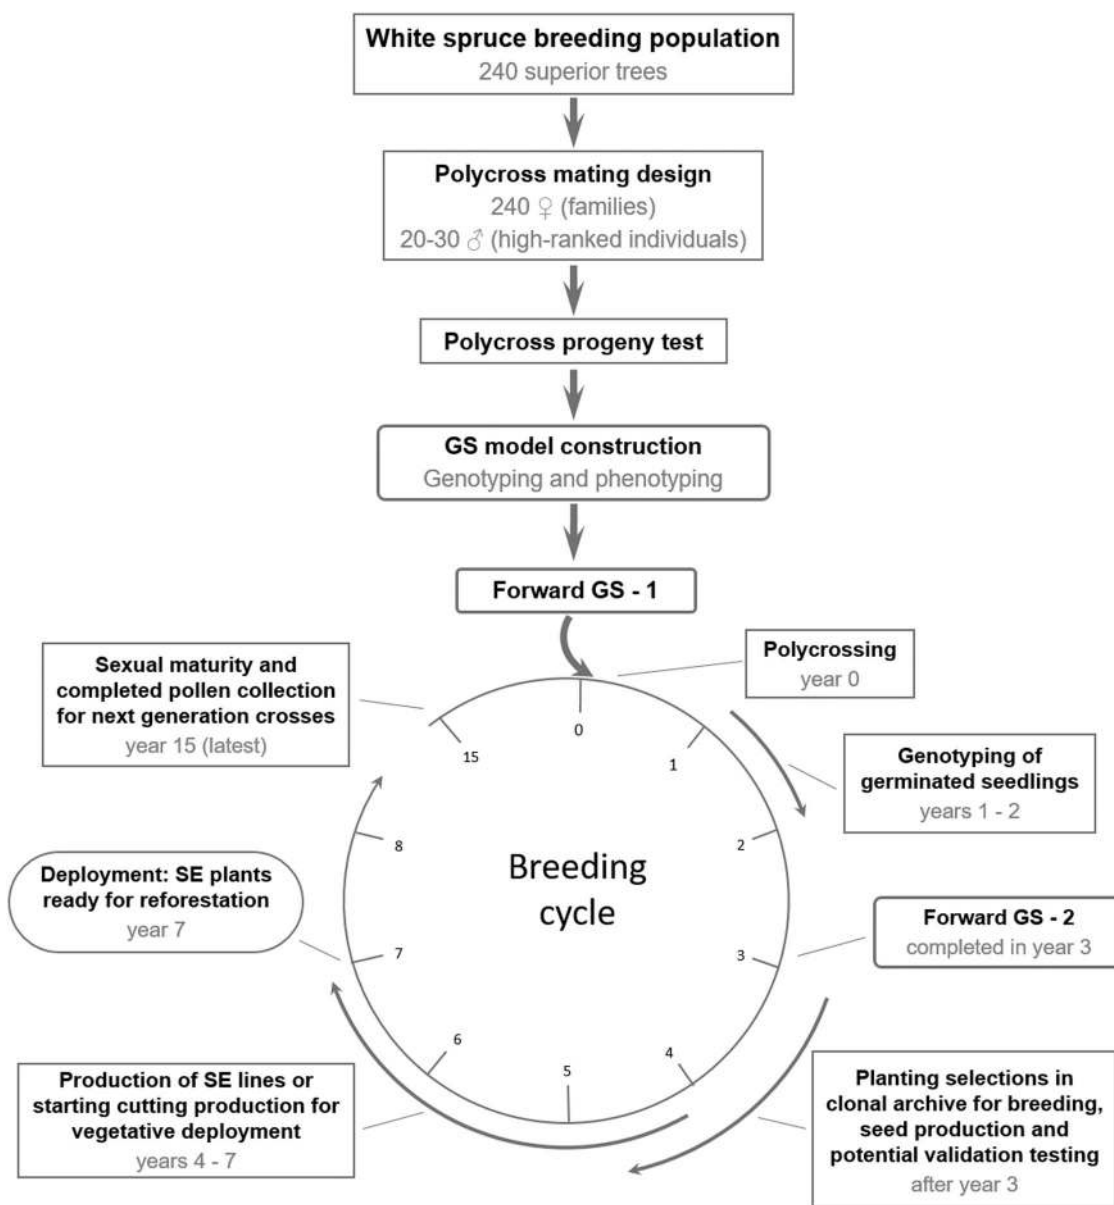 White spruce breeding population
240 superior trees
Polycross mating design
240 ♀ (families)
20-30 ♂ (high-ranked individuals)
Polycross progeny test
GS model construction
Genotyping and phenotyping
Forward GS - 1
Polycrossing
year 0
Sexual maturity and
completed pollen collection
for next generation crosses
year 15 (latest)
Genotyping of
germinated seedlings
years 1 - 2
Deployment: SE plants
ready for reforestation
year 7
Forward GS - 2
completed in year 3
Production of SE lines or
starting cutting production for
vegetative deployment
years 4 - 7
Planting selections in
clonal archive for breeding,
seed production and
potential validation testing
after year 3
Breeding
cycle
0
1
2
3
4
5
6
7
8
15